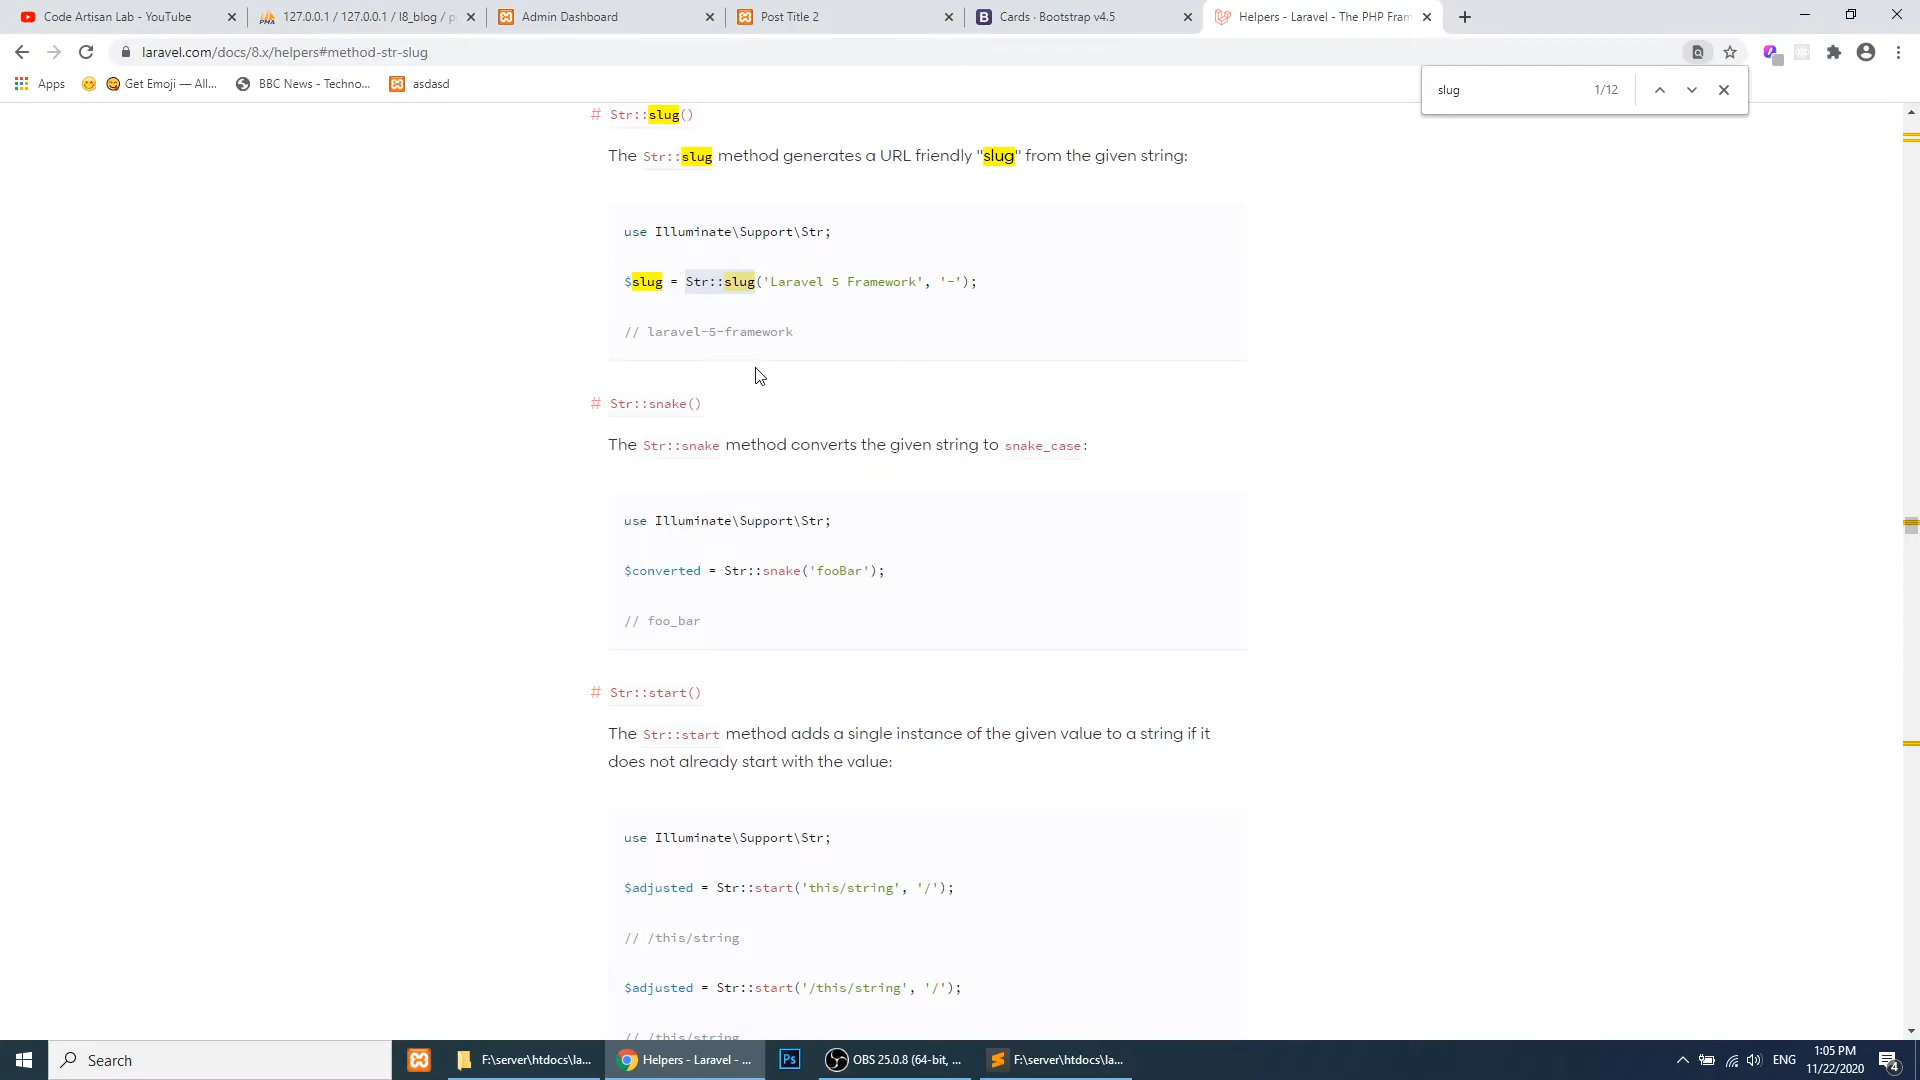 Code Artisan Lab - YouTube
127.0.0.1 / 127.0.0.1 / l8_blog / p
Admin Dashboard
Post Title 2
Cards · Bootstrap v4.5
Helpers - Laravel - The PHP Fram
laravel.com/docs/8.x/helpers#method-str-slug
Apps
Get Emoji — All...
BBC News - Techno...
asdasd
slug
1/12
# Str::slug()
The Str::slug method generates a URL friendly "slug" from the given string:
use Illuminate\Support\Str;
$slug = Str::slug('Laravel 5 Framework', '-');
// laravel-5-framework
# Str::snake()
The Str::snake method converts the given string to snake_case:
use Illuminate\Support\Str;
$converted = Str::snake('fooBar');
// foo_bar
# Str::start()
The Str::start method adds a single instance of the given value to a string if it
does not already start with the value:
use Illuminate\Support\Str;
$adjusted = Str::start('this/string', '/');
// /this/string
$adjusted = Str::start('/this/string', '/');
// /this/string
Search
F:\server\htdocs\la...
Helpers - Laravel - ...
Ps
OBS 25.0.8 (64-bit, ...
F:\server\htdocs\la...
ENG
1:05 PM
11/22/2020
4